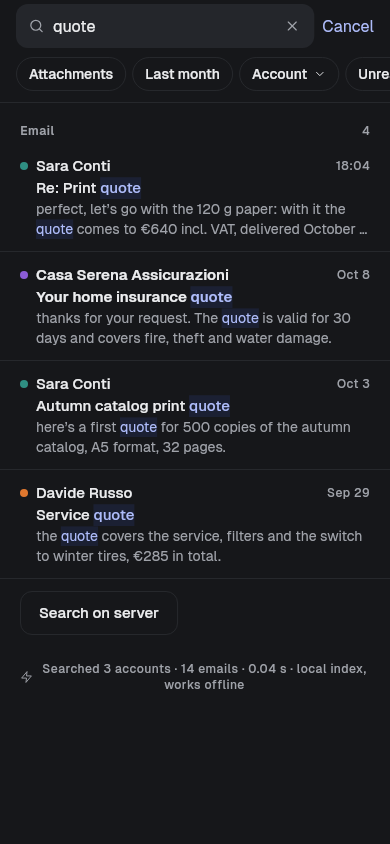 quote
Cancel
Attachments
Last month
Account
Unre
Email
4
Sara Conti
18:04
Re: Print quote
perfect, let's go with the 120 g paper: with it the
quote comes to €640 incl. VAT, delivered October ...
Casa Serena Assicurazioni
Oct 8
Your home insurance quote
thanks for your request. The quote is valid for 30
days and covers fire, theft and water damage.
Sara Conti
Oct 3
Autumn catalog print quote
here's a first quote for 500 copies of the autumn
catalog, A5 format, 32 pages.
Davide Russo
Sep 29
Service quote
the quote covers the service, filters and the switch
to winter tires, €285 in total.
Search on server
Searched 3 accounts · 14 emails · 0.04 s · local index,
works offline